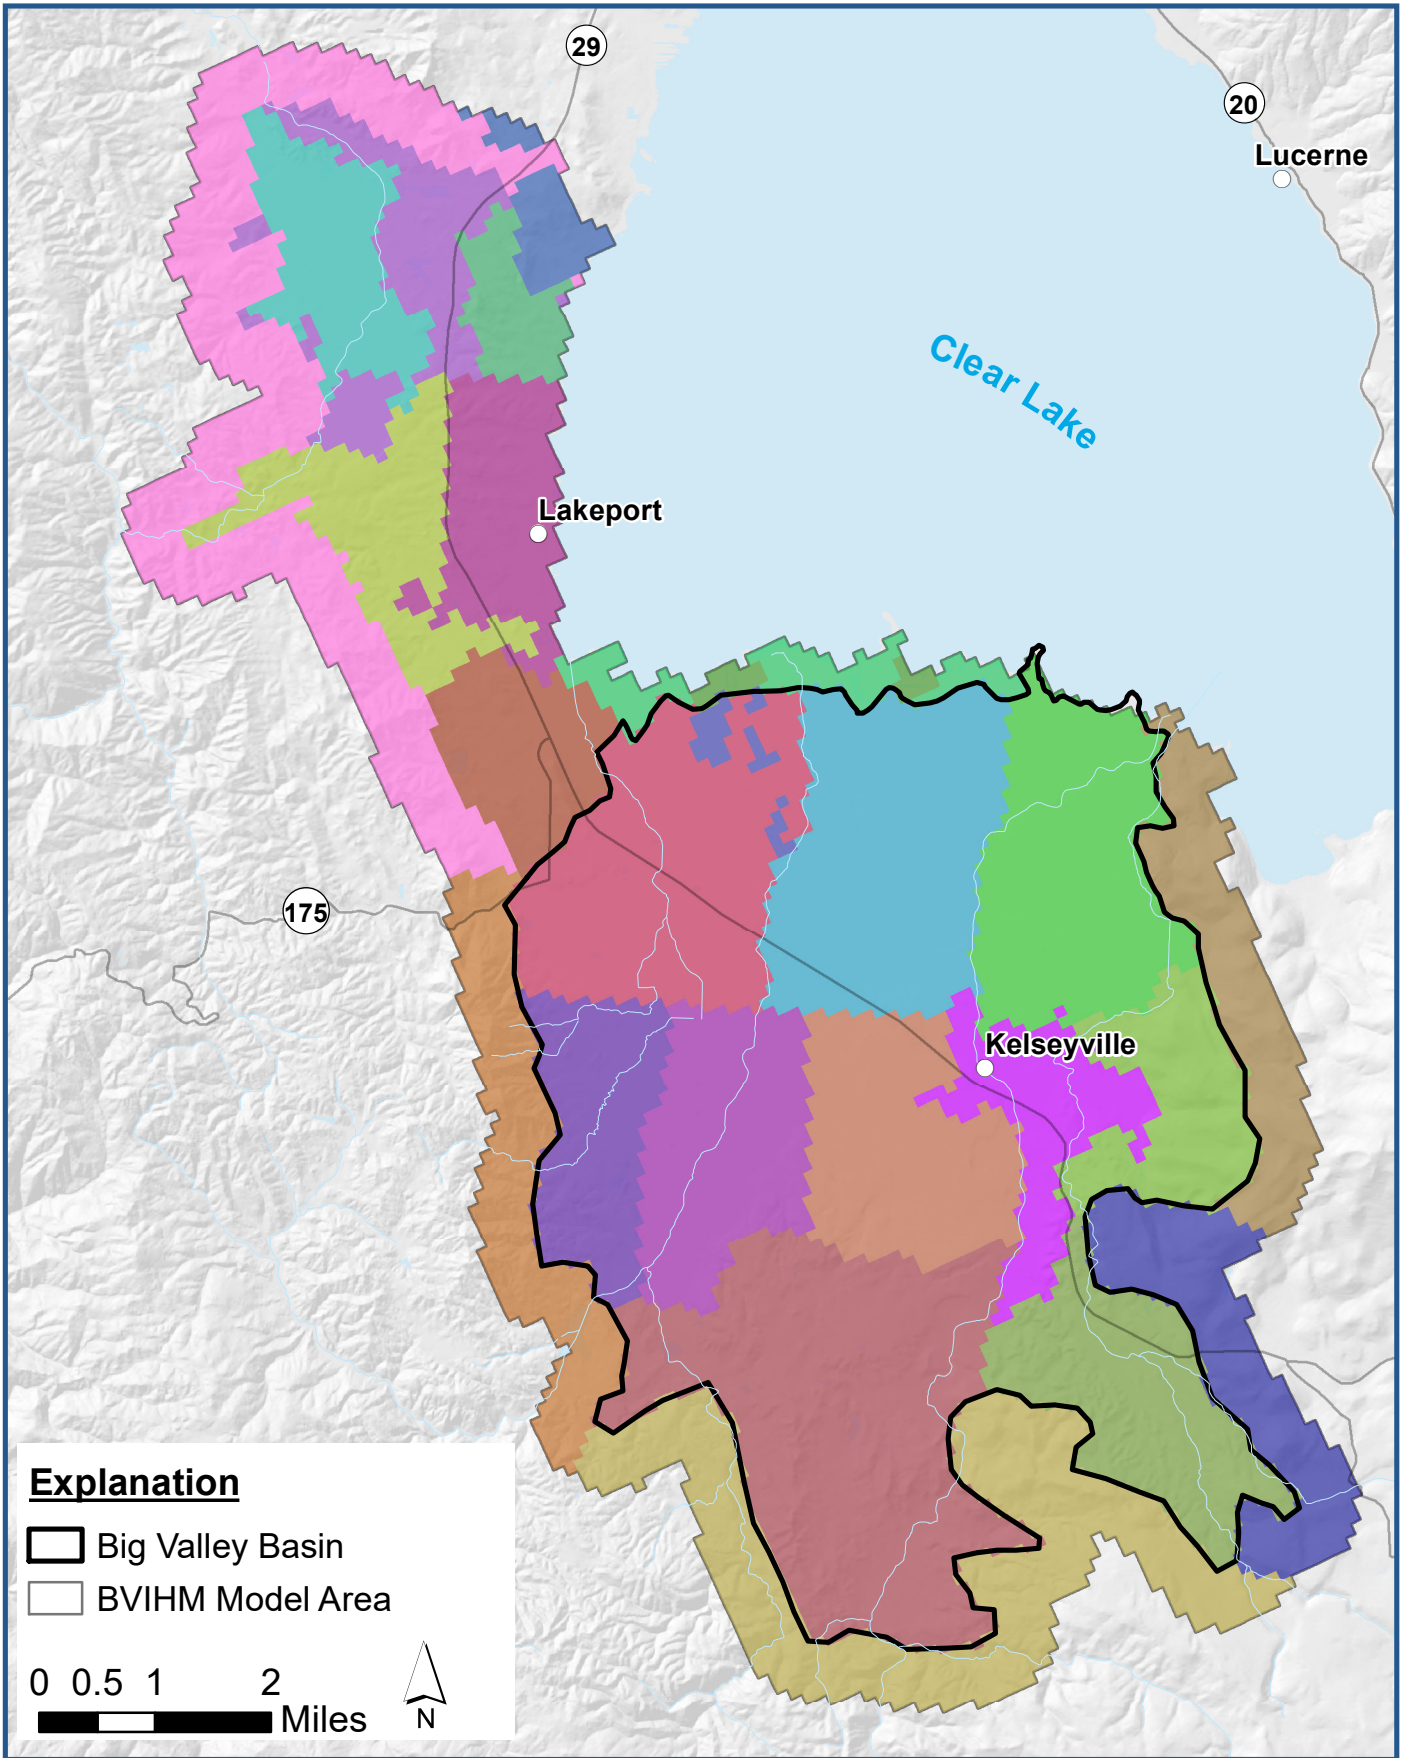 29
20
Lucerne
Clear Lake
Lakeport
175
Kelseyville
Explanation
Big Valley Basin
BVIHM Model Area
0 0.5 1 2
Miles
N